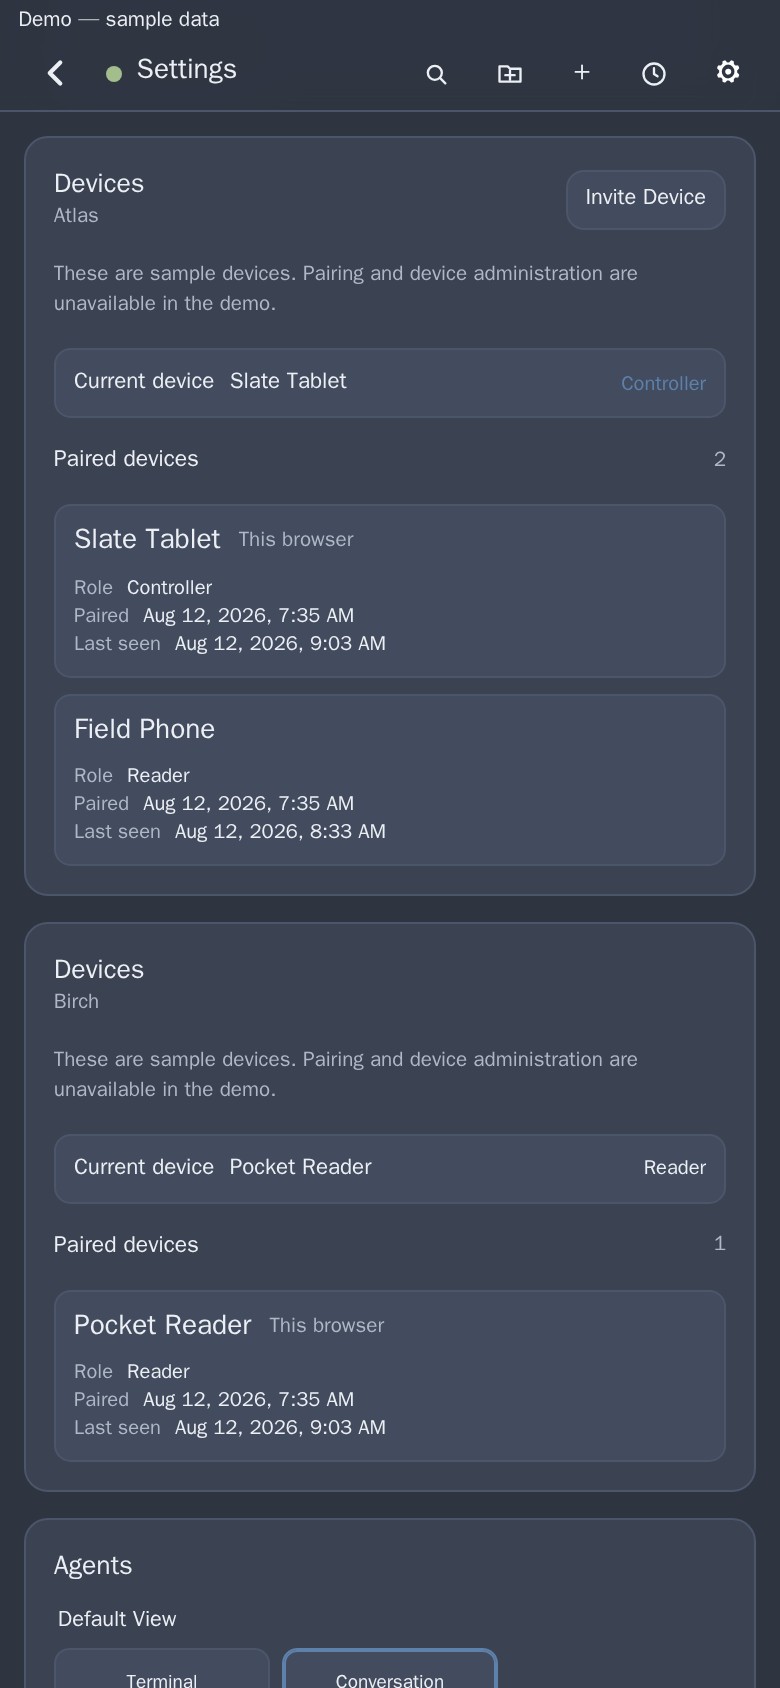 Demo — sample data
Settings
Devices
Atlas
Invite Device
These are sample devices. Pairing and device administration are
unavailable in the demo.
Current device Slate Tablet Controller
Paired devices 2
Slate Tablet This browser
Role Controller
Paired Aug 12, 2026, 7:35 AM
Last seen Aug 12, 2026, 9:03 AM
Field Phone
Role Reader
Paired Aug 12, 2026, 7:35 AM
Last seen Aug 12, 2026, 8:33 AM
Devices
Birch
These are sample devices. Pairing and device administration are
unavailable in the demo.
Current device Pocket Reader Reader
Paired devices 1
Pocket Reader This browser
Role Reader
Paired Aug 12, 2026, 7:35 AM
Last seen Aug 12, 2026, 9:03 AM
Agents
Default View
Terminal Conversation